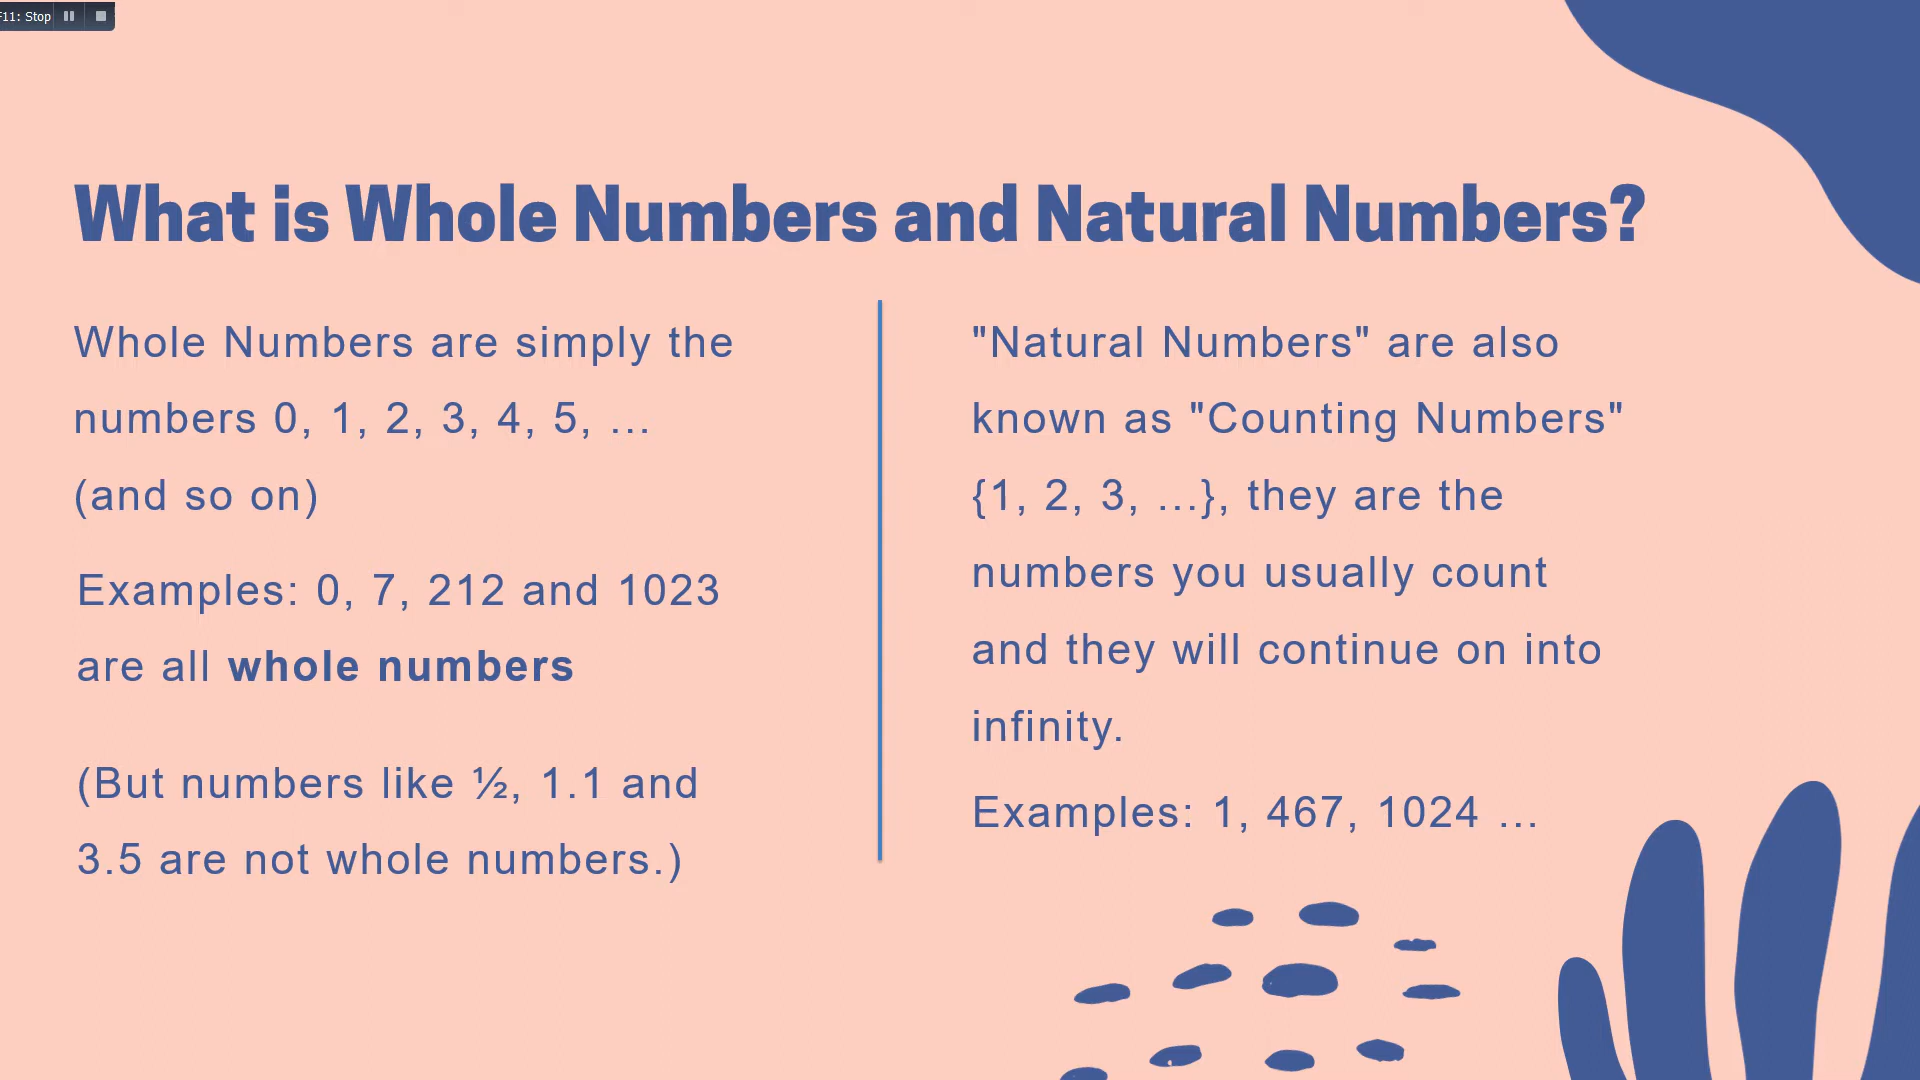 F11: Stop
What is Whole Numbers and Natural Numbers?
Whole Numbers are simply the
numbers 0, 1, 2, 3, 4, 5, ...
(and so on)
Examples: 0, 7, 212 and 1023
are all whole numbers
(But numbers like ½, 1.1 and
3.5 are not whole numbers.)
"Natural Numbers" are also
known as "Counting Numbers"
{1, 2, 3, ...}, they are the
numbers you usually count
and they will continue on into
infinity.
Examples: 1, 467, 1024 ...